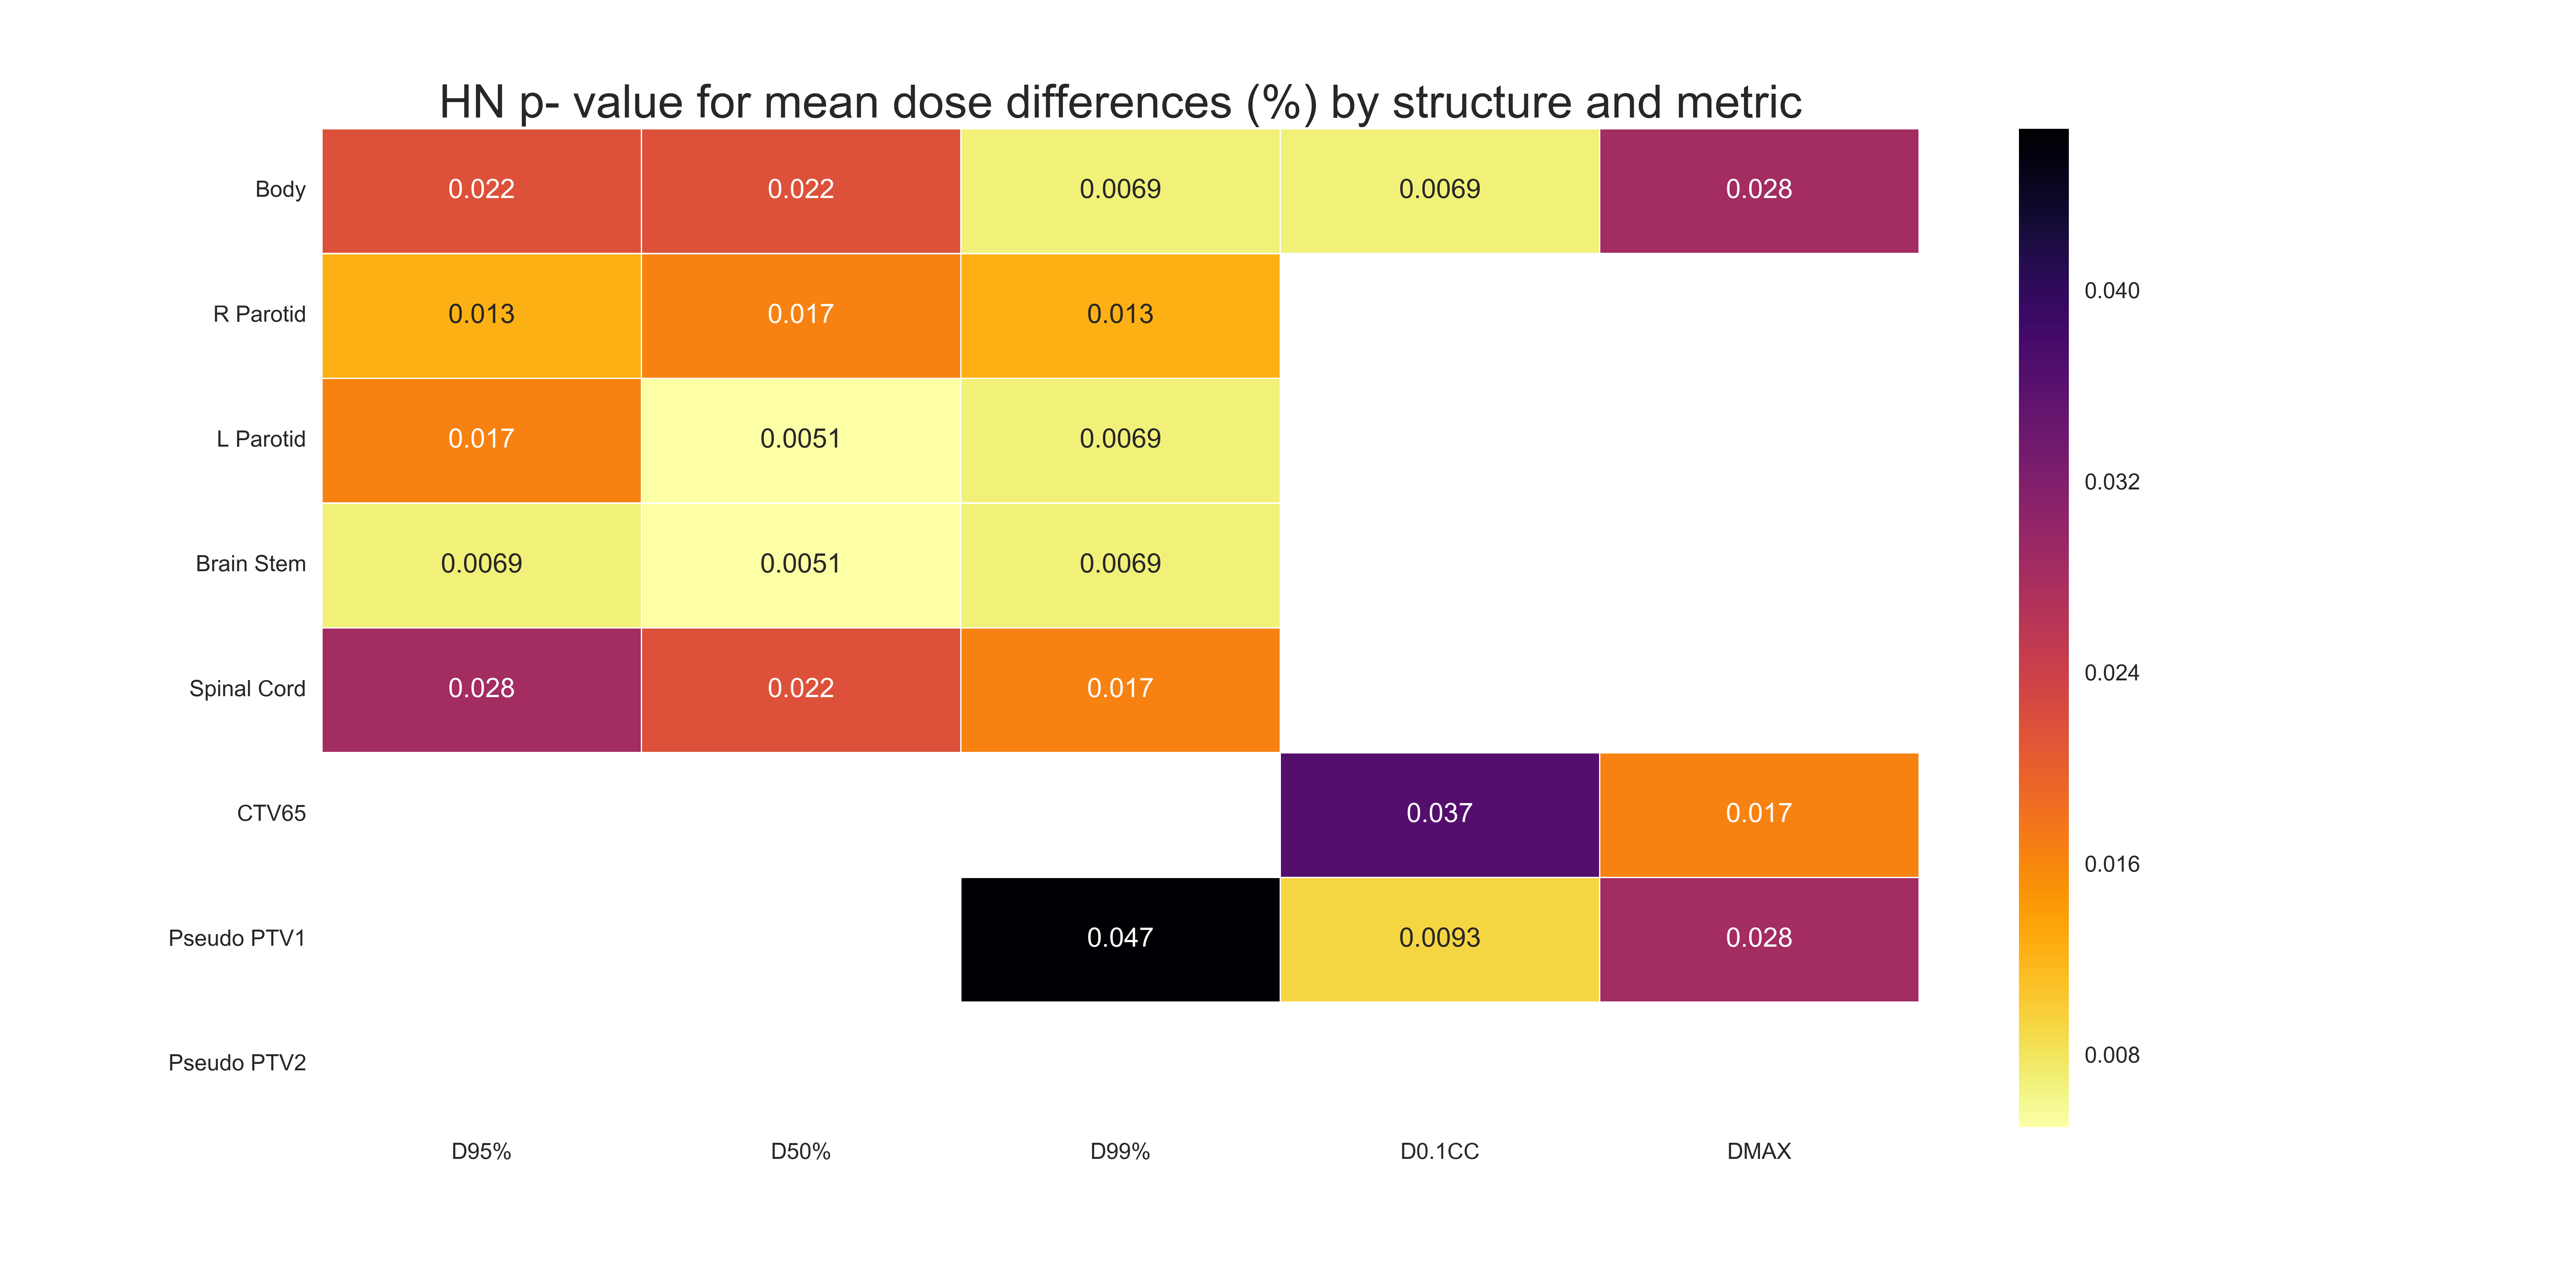 HN p- value for mean dose differences (%) by structure and metric
Body 0.022 0.022 0.0069 0.0069 0.028
R Parotid 0.013 0.017 0.013
L Parotid 0.017 0.0051 0.0069
Brain Stem 0.0069 0.0051 0.0069
Spinal Cord 0.028 0.022 0.017
CTV65 0.037 0.017
Pseudo PTV1 0.047 0.0093 0.028
Pseudo PTV2
D95% D50% D99% D0.1CC DMAX
0.040
0.032
0.024
0.016
0.008